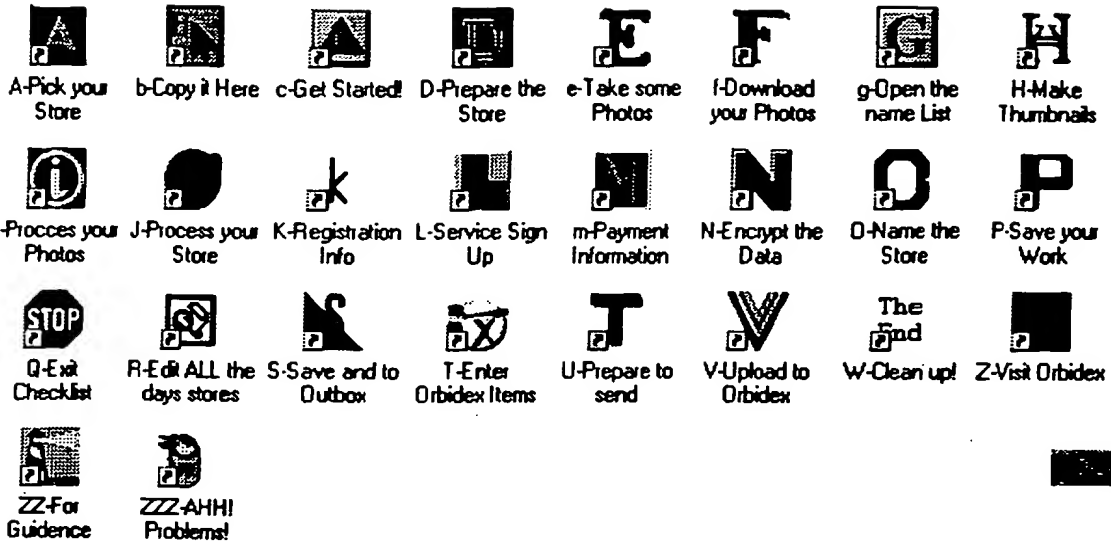 A-Pick your Store
b-Copy it Here
c-Get Started!
D-Prepare the Store
e-Take some Photos
f-Download your Photos
g-Open the name List
H-Make Thumbnails
-Procces your Photos
J-Process your Store
K-Registration Info
L-Service Sign Up
m-Payment Information
N-Encrypt the Data
O-Name the Store
P-Save your Work
STOP
Q-Exit Checklist
R-Edit ALL the days stores
S-Save and to Outbox
T-Enter Orbidex Items
U-Prepare to send
V-Upload to Orbidex
The End
W-Clean up!
Z-Visit Orbidex
ZZ-For Guidence
ZZZ-AHH! Problems!